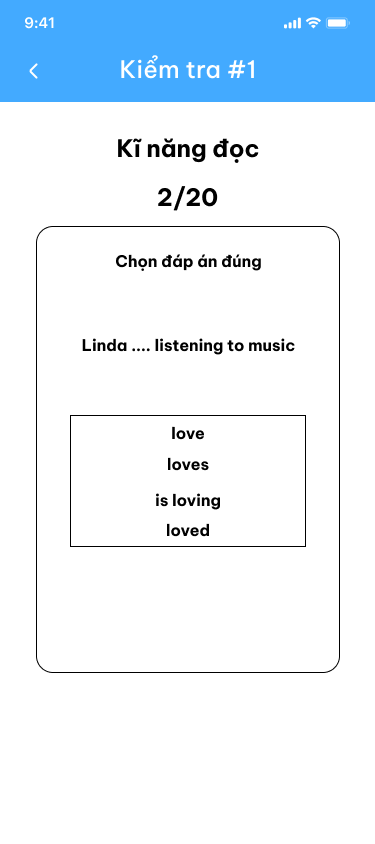 9:41
Kiểm tra #1
Kĩ năng đọc
2/20
Chọn đáp án đúng
Linda .... listening to music
love
loves
is loving
loved